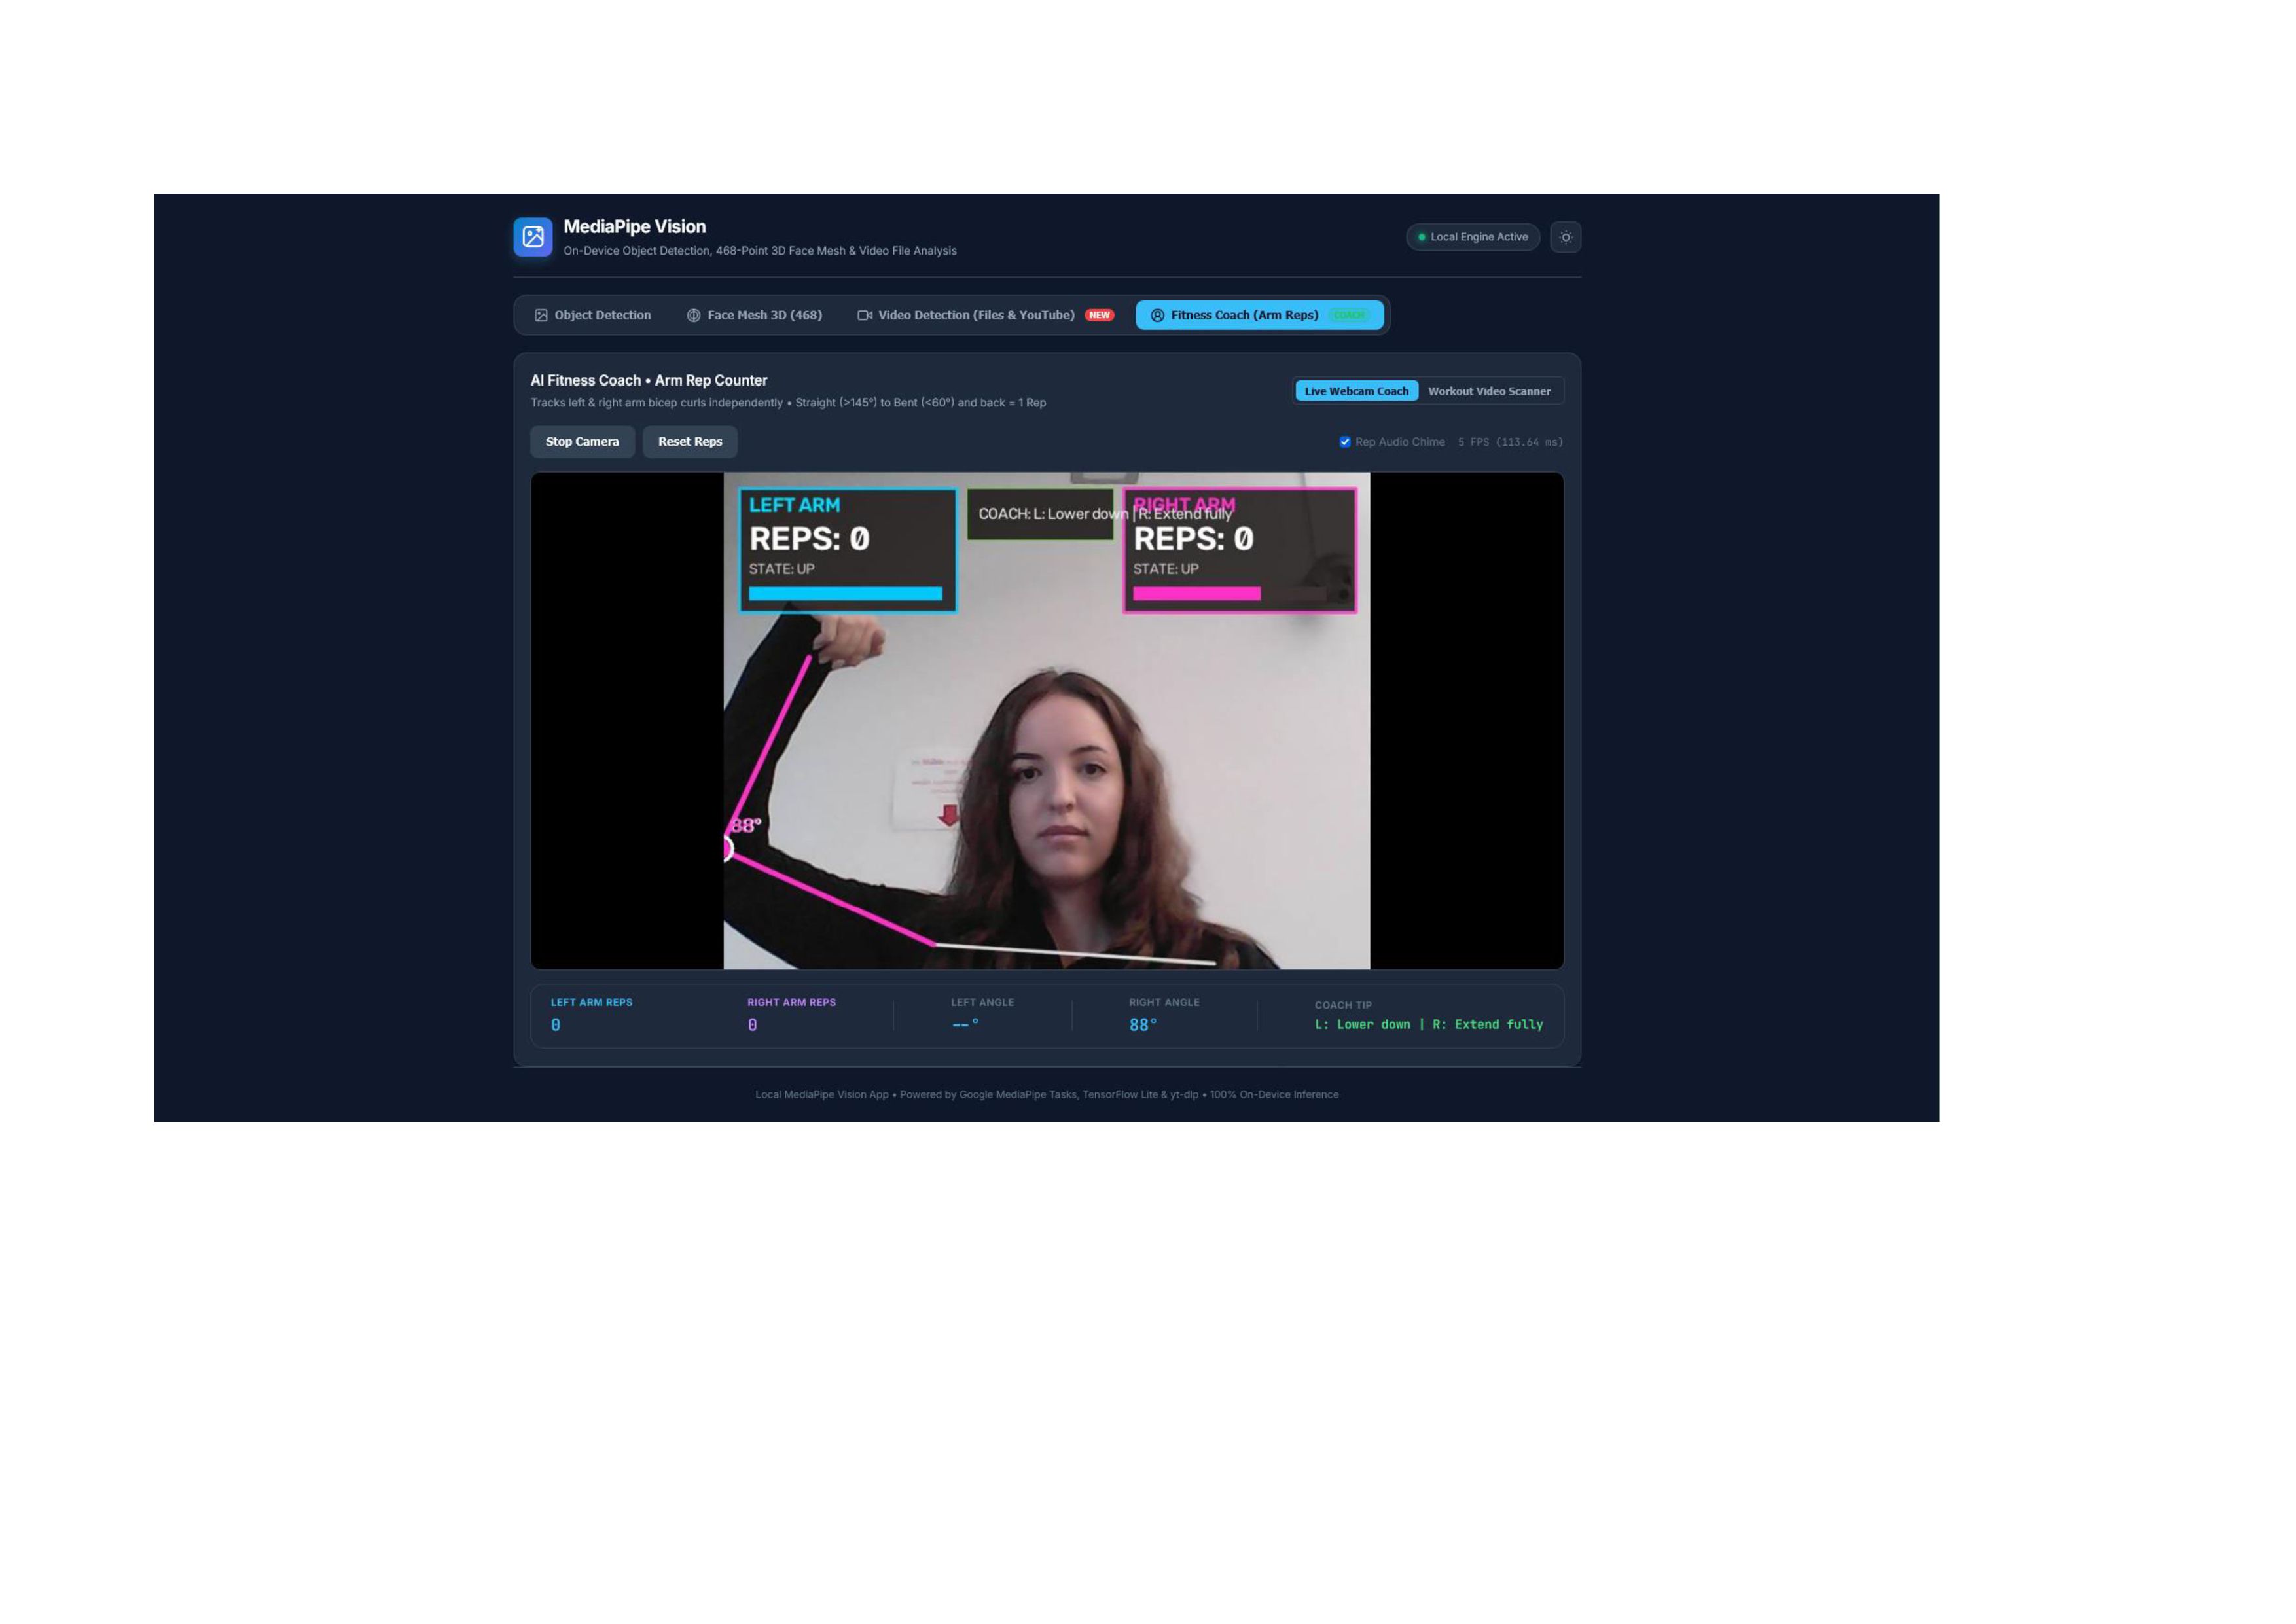 MediaPipe Vision
On-Device Object Detection, 468-Point 3D Face Mesh & Video File Analysis
Local Engine Active
Object Detection
Face Mesh 3D (468)
Video Detection (Files & YouTube) NEW
Fitness Coach (Arm Reps) COACH
AI Fitness Coach • Arm Rep Counter
Tracks left & right arm bicep curls independently • Straight (>145°) to Bent (<60°) and back = 1 Rep
Live Webcam Coach
Workout Video Scanner
Stop Camera
Reset Reps
Rep Audio Chime
5 FPS (113.64 ms)
LEFT ARM
REPS: 0
STATE: UP
COACH: L: Lower down | R: Extend fully
RIGHT ARM
REPS: 0
STATE: UP
88°
LEFT ARM REPS
0
RIGHT ARM REPS
0
LEFT ANGLE
--°
RIGHT ANGLE
88°
COACH TIP
L: Lower down | R: Extend fully
Local MediaPipe Vision App • Powered by Google MediaPipe Tasks, TensorFlow Lite & yt-dlp • 100% On-Device Inference